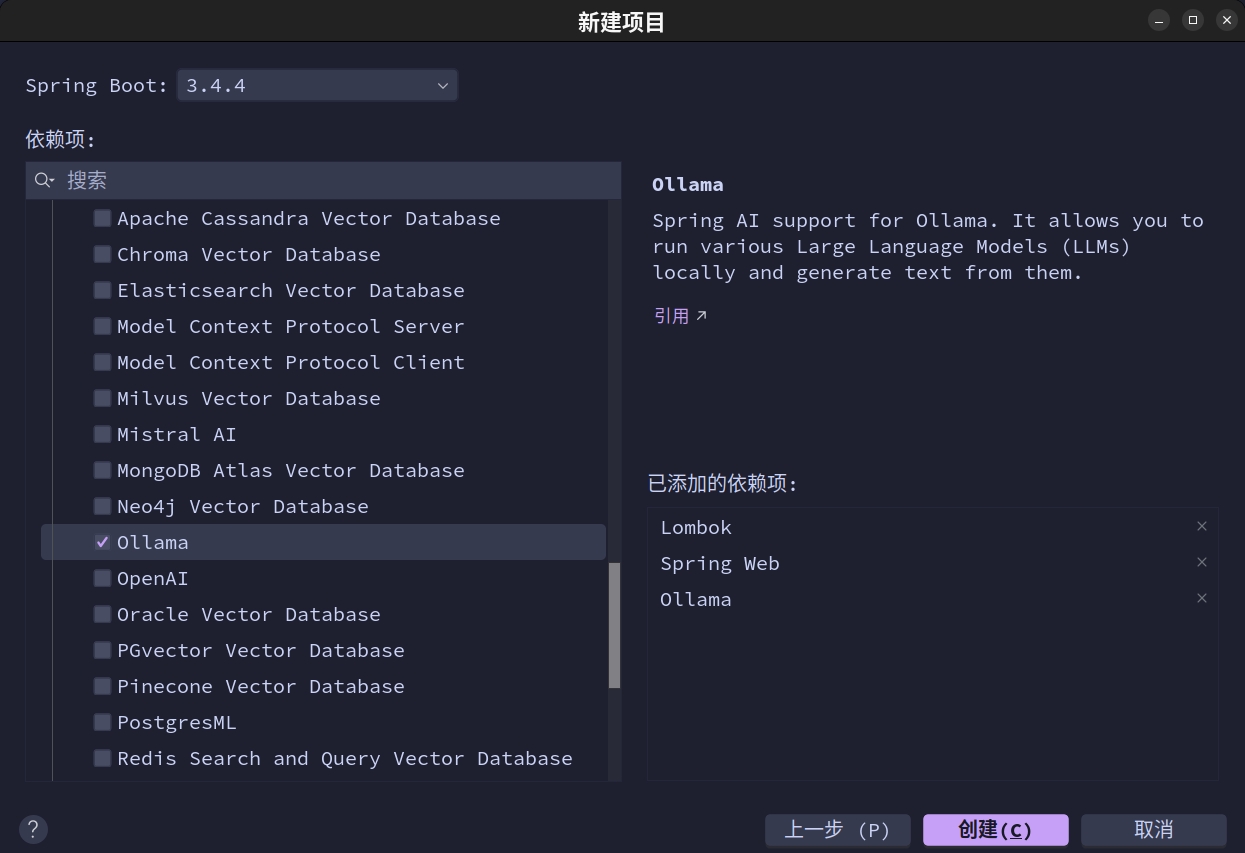 新建项目
Spring Boot: 3.4.4
依赖项:
搜索
Apache Cassandra Vector Database
Chroma Vector Database
Elasticsearch Vector Database
Model Context Protocol Server
Model Context Protocol Client
Milvus Vector Database
Mistral AI
MongoDB Atlas Vector Database
Neo4j Vector Database
Ollama
OpenAI
Oracle Vector Database
PGvector Vector Database
Pinecone Vector Database
PostgresML
Redis Search and Query Vector Database
Ollama
Spring AI support for Ollama. It allows you to
run various Large Language Models (LLMs)
locally and generate text from them.
引用
已添加的依赖项:
Lombok
Spring Web
Ollama
?
上一步 (P)
创建(C)
取消